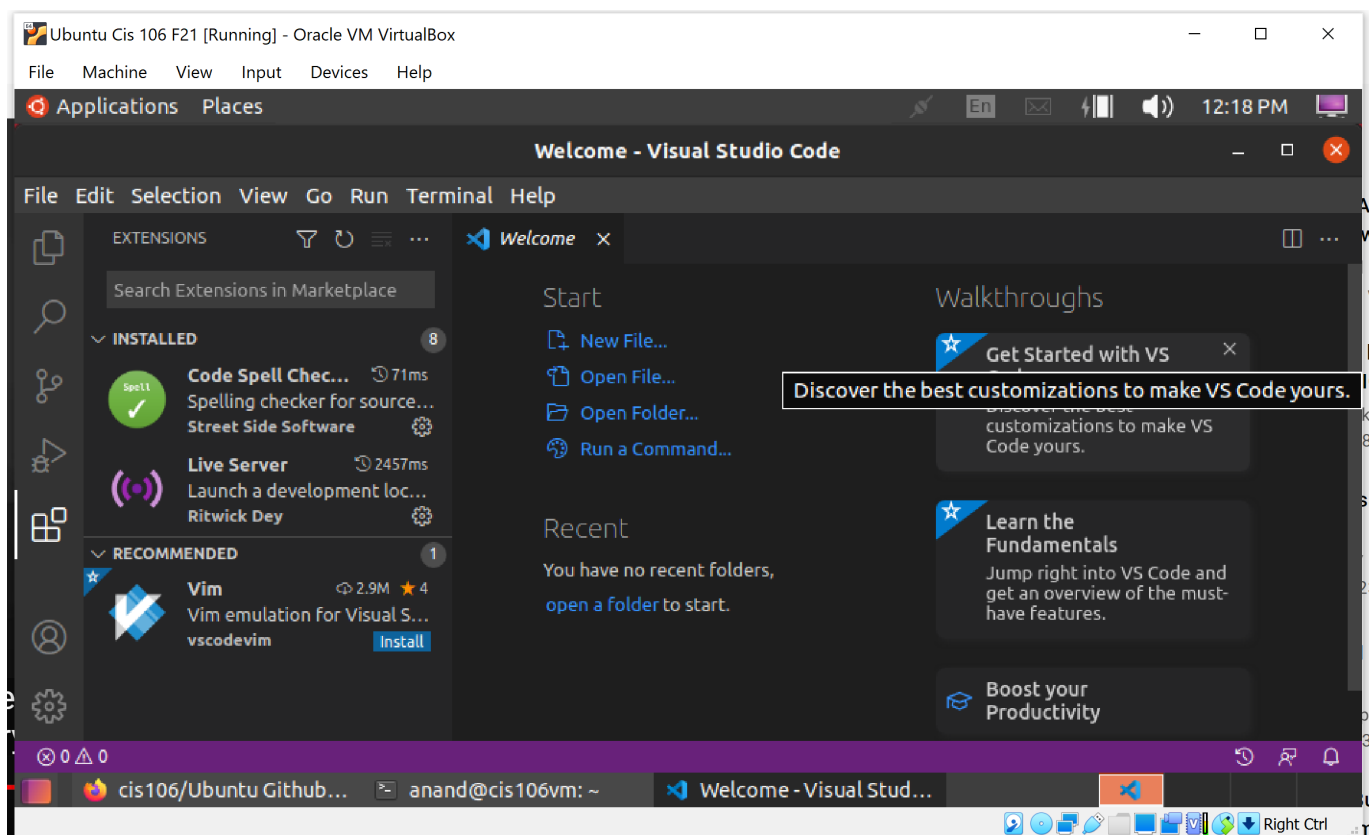 Ubuntu Cis 106 F21 [Running] - Oracle VM VirtualBox
File Machine View Input Devices Help
Applications Places En 12:18 PM
Welcome - Visual Studio Code
File Edit Selection View Go Run Terminal Help
EXTENSIONS
Search Extensions in Marketplace
INSTALLED 8
Spell
Code Spell Chec... 71ms
Spelling checker for source...
Street Side Software
Live Server 2457ms
Launch a development loc...
Ritwick Dey
RECOMMENDED 1
Vim 2.9M 4
Vim emulation for Visual S...
vscodevim Install
Welcome
Start
New File...
Open File...
Open Folder...
Run a Command...
Recent
You have no recent folders,
open a folder to start.
Walkthroughs
Get Started with VS
Discover the best customizations to make VS Code yours.
Discover the best
customizations to make VS
Code yours.
Learn the
Fundamentals
Jump right into VS Code and
get an overview of the must-
have features.
Boost your
Productivity
0 0
cis106/Ubuntu Github... anand@cis106vm: ~ Welcome - Visual Stud...
Right Ctrl